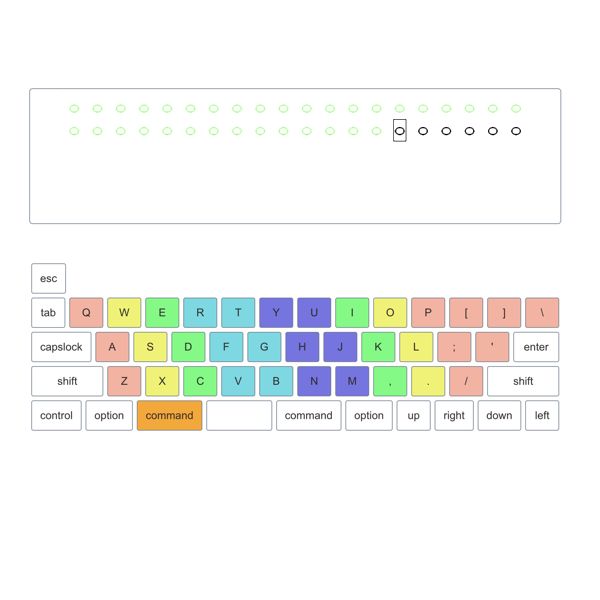 esc
tab Q W E R T Y U I O P [ ] \
capslock A S D F G H J K L ; ' enter
shift Z X C V B N M , . / shift
control option command command option up right down left